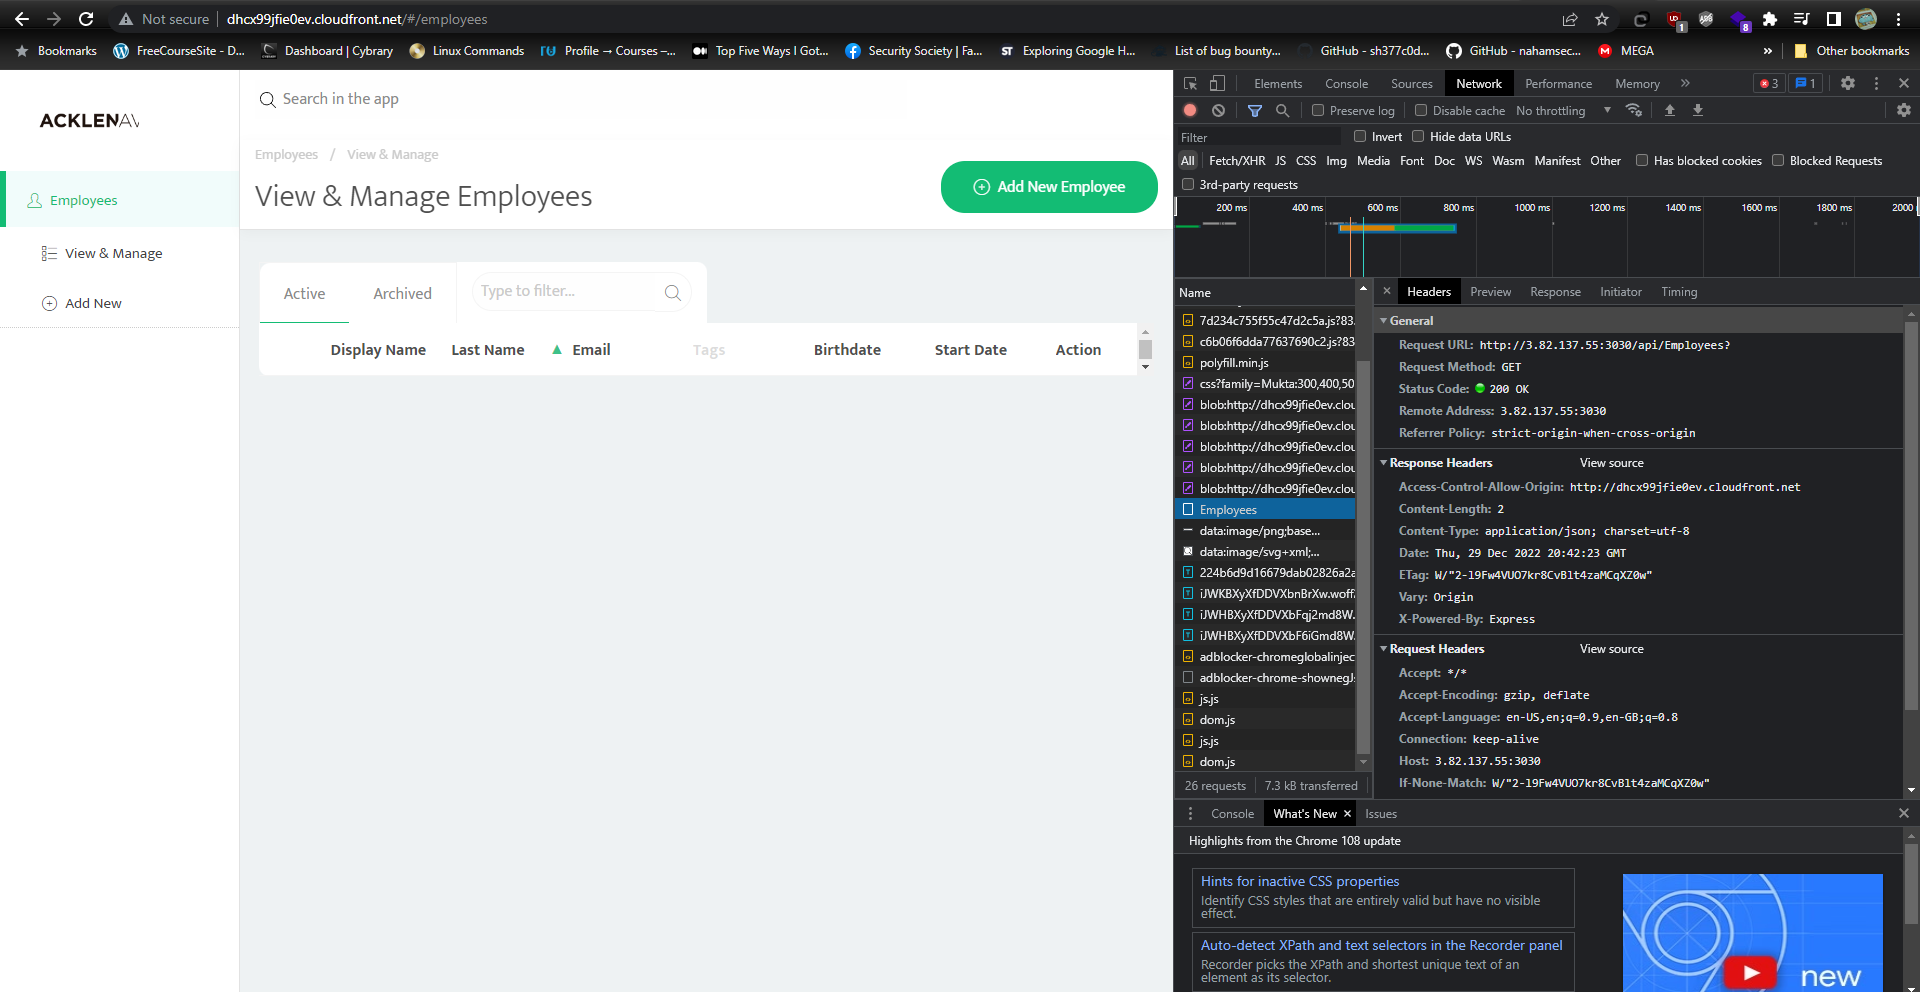 Not secure
dhcx99jfie0ev.cloudfront.net/#/employees
1
8
Bookmarks
FreeCourseSite - D...
Dashboard | Cybrary
Linux Commands
Profile → Courses –...
Top Five Ways I Got...
Security Society | Fa...
ST Exploring Google H...
List of bug bounty...
GitHub - sh377c0d...
GitHub - nahamsec...
MEGA
»
Other bookmarks
ACKLENAV
Employees
View & Manage
Add New
Search in the app
Employees / View & Manage
View & Manage Employees
Add New Employee
Active
Archived
Type to filter...
Display Name
Last Name
Email
Tags
Birthdate
Start Date
Action
Elements
Console
Sources
Network
Performance
Memory
»
3
1
Preserve log
Disable cache
No throttling
Filter
Invert
Hide data URLs
All
Fetch/XHR
JS
CSS
Img
Media
Font
Doc
WS
Wasm
Manifest
Other
Has blocked cookies
Blocked Requests
3rd-party requests
200 ms
400 ms
600 ms
800 ms
1000 ms
1200 ms
1400 ms
1600 ms
1800 ms
2000
Name
7d234c755f55c47d2c5a.js?83.
c6b06f6dda77637690c2.js?83
polyfill.min.js
css?family=Mukta:300,400,50
blob:http://dhcx99jfie0ev.clou
blob:http://dhcx99jfie0ev.clou
blob:http://dhcx99jfie0ev.clou
blob:http://dhcx99jfie0ev.clou
blob:http://dhcx99jfie0ev.clou
Employees
data:image/png;base...
data:image/svg+xml;...
224b6d9d16679dab02826a2a
iJWKBXyXfDDVXbnBrXw.woff.
iJWHBXyXfDDVXbFqj2md8W.
iJWHBXyXfDDVXbF6iGmd8W.
adblocker-chromeglobalinjec
adblocker-chrome-shownegJs
js.js
dom.js
js.js
dom.js
26 requests
7.3 kB transferred
Headers
Preview
Response
Initiator
Timing
General
Request URL: http://3.82.137.55:3030/api/Employees?
Request Method: GET
Status Code: 200 OK
Remote Address: 3.82.137.55:3030
Referrer Policy: strict-origin-when-cross-origin
Response Headers
View source
Access-Control-Allow-Origin: http://dhcx99jfie0ev.cloudfront.net
Content-Length: 2
Content-Type: application/json; charset=utf-8
Date: Thu, 29 Dec 2022 20:42:23 GMT
ETag: W/"2-l9Fw4VUO7kr8CvBlt4zaMCqXZ0w"
Vary: Origin
X-Powered-By: Express
Request Headers
View source
Accept: */*
Accept-Encoding: gzip, deflate
Accept-Language: en-US,en;q=0.9,en-GB;q=0.8
Connection: keep-alive
Host: 3.82.137.55:3030
If-None-Match: W/"2-l9Fw4VUO7kr8CvBlt4zaMCqXZ0w"
Console
What's New
Issues
Highlights from the Chrome 108 update
Hints for inactive CSS properties
Identify CSS styles that are entirely valid but have no visible
effect.
Auto-detect XPath and text selectors in the Recorder panel
Recorder picks the XPath and shortest unique text of an
element as its selector.
new